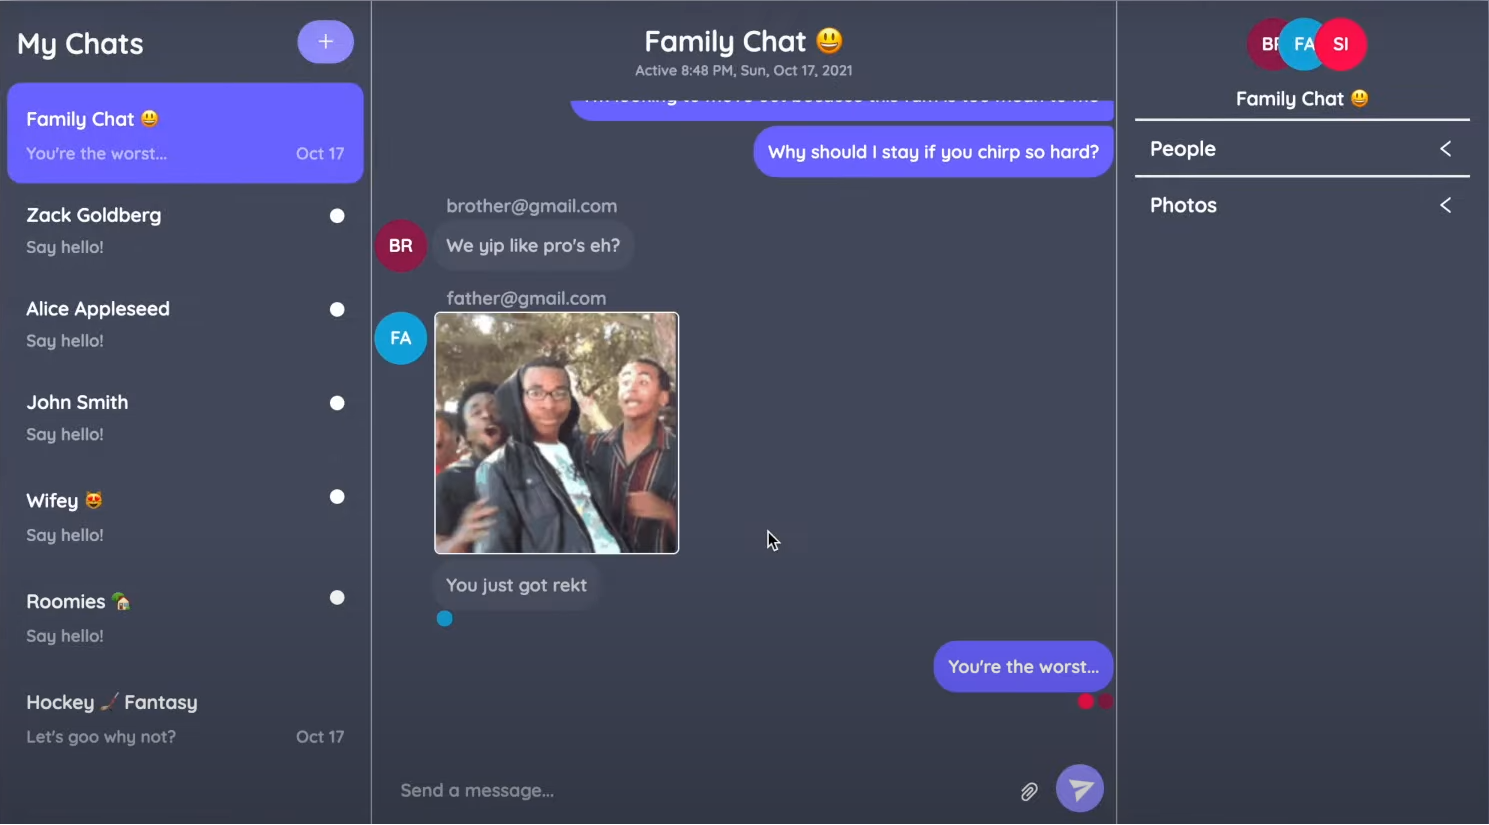 My Chats
+
Family Chat 😃
You're the worst...
Oct 17
Zack Goldberg
Say hello!
Alice Appleseed
Say hello!
John Smith
Say hello!
Wifey 😻
Say hello!
Roomies 🏡
Say hello!
Hockey 🏒 Fantasy
Let's goo why not?
Oct 17
Family Chat 😃
Active 8:48 PM, Sun, Oct 17, 2021
Why should I stay if you chirp so hard?
brother@gmail.com
BR
We yip like pro's eh?
father@gmail.com
FA
You just got rekt
You're the worst...
Send a message...
FA SI
Family Chat 😃
People
Photos